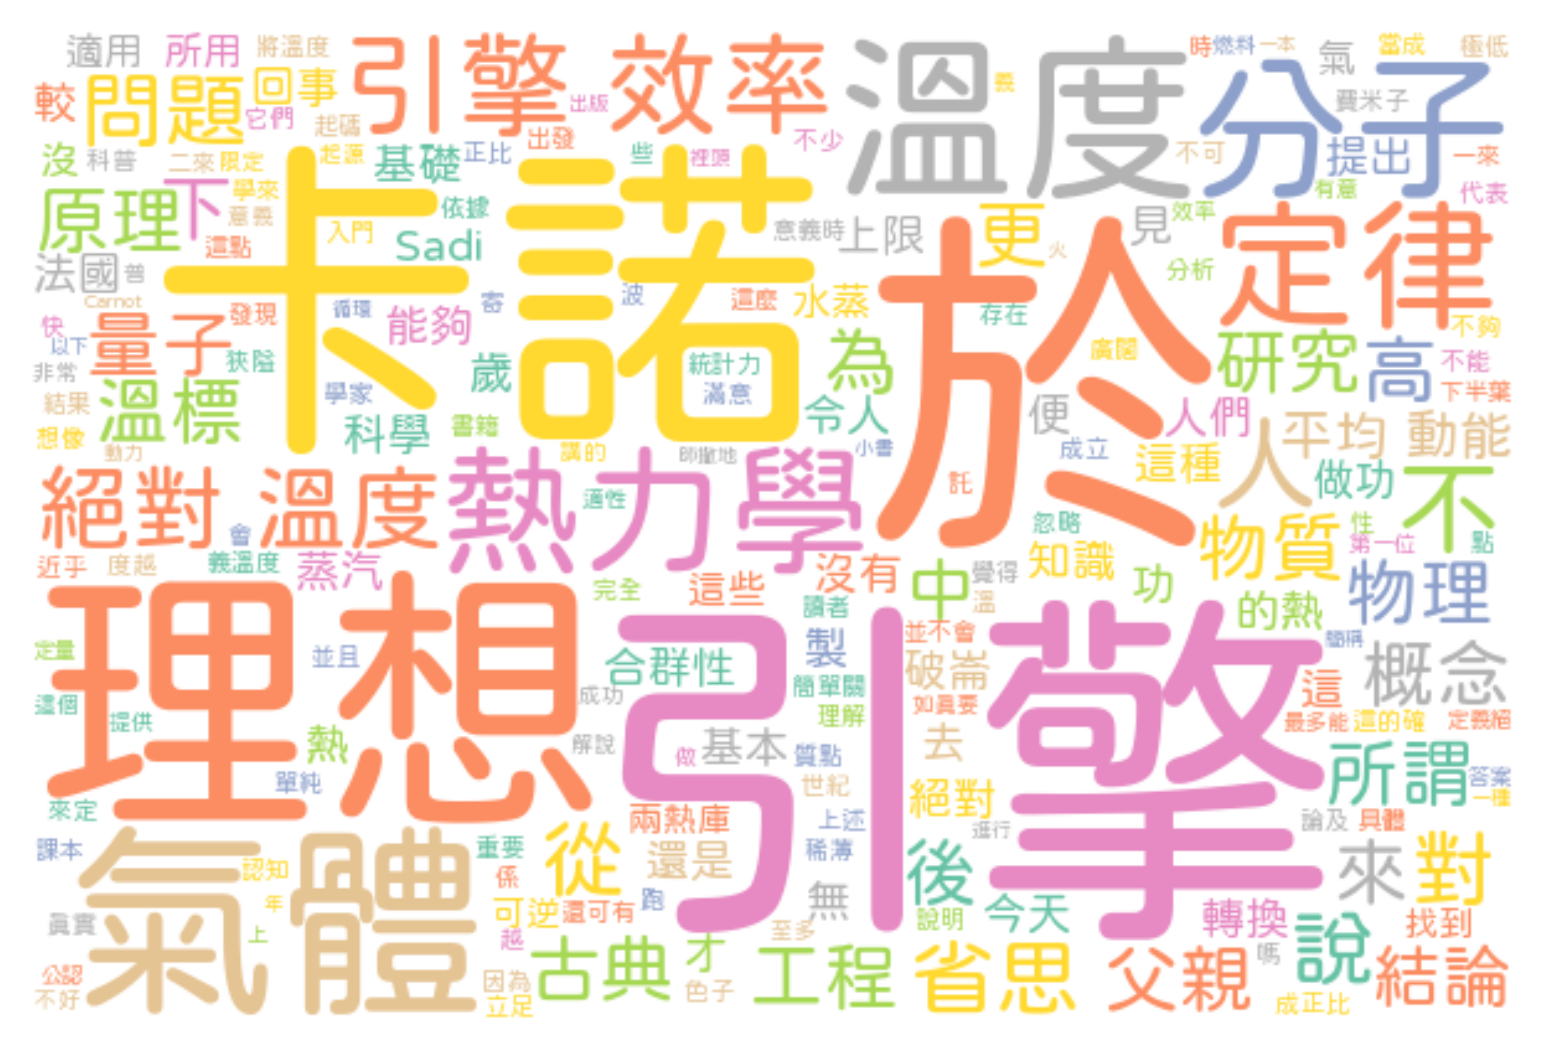 適用 所用 將溫度 引擎 效率 溫度 時 燃料 一本 氣 當成 極低
較 問題 回事 它們 起碼 出版 義 分子 費米子
沒 科普 二來 限定 起源 基礎 正比 出發 些 裡頭 不少 不可 提出 一來
原理 下 學來 意義 卡諾 依據 有意 代表
這點 入門 Sadi 意義時 上限 於 更 見 效率 定律
法國 普 火 分析
Carnot 發現 循環 能夠 寄 波 這麼 水蒸 存在 不夠
快 量子 以下 狹隘 歲 統計力 為 廣闊 研究 高 不能
非常 溫標 學家 滿意 下半葉
結果 科學 書籍 令人 便 人們 人 平均 動能
想像 動力 講的 師撇地 小書 成立 這種 做功
絕對 溫度 熱力學 適性 託 不
會 忽略 物質 性 第一位 點
近乎 度越 義溫度 蒸汽 完全 這些 沒有 中 覺得 知識 功 物理
理想 讀者 溫 的熱
引擎 並不會 簡稱
定量 並且 合群性 製 破崙 概念
這個 提供 成功 簡單關 理解 如真要 這 最多能 這的確 定義絕
熱 解說 做 基本 質點 去 所謂 答案
單純 世紀 絕對 一種
來定 兩熱庫 上述 進行 論及 具體
課本 氣體 重要 從 還是 稀薄 後 來 對
認知 係 跑 無
真實 年 上 可逆 還可有 說明 今天 轉換 說 找到
越 古典 才 至多 工程 省思 父親 嗎 結論
公認 因為 色子
不好 立足 成正比